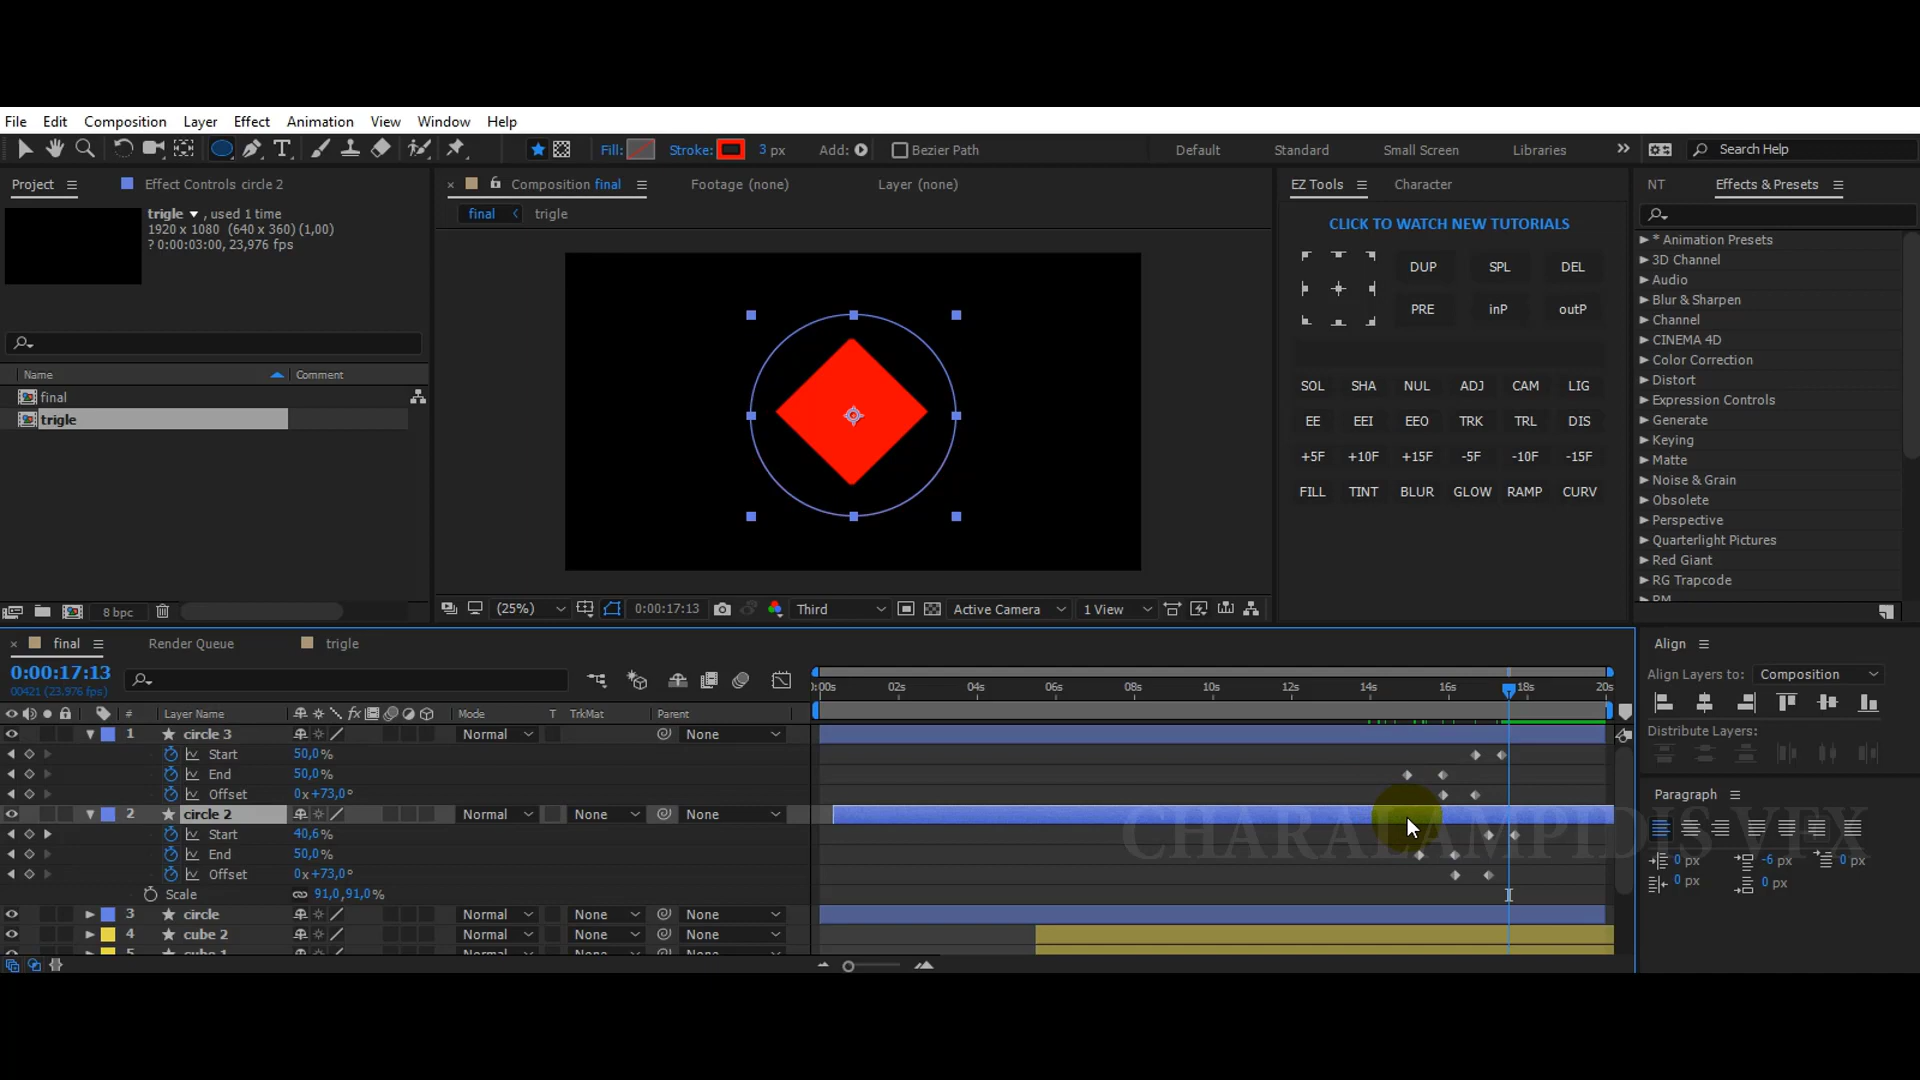 File Edit Composition Layer Effect Animation View Window Help
Fill: Stroke: 3 px Add: Bezier Path Default Standard Small Screen Libraries Search Help
Project Effect Controls circle 2
trigle , used 1 time
1920 x 1080 (640 x 360) (1,00)
? 0:00:03:00, 23,976 fps
Name Comment
final
trigle
8 bpc
Composition final Footage (none) Layer (none)
final trigle
(25%) 0:00:17:13 Third Active Camera 1 View
EZ Tools Character
CLICK TO WATCH NEW TUTORIALS
DUP SPL DEL
PRE inP outP
SOL SHA NUL ADJ CAM LIG
EE EEI EEO TRK TRL DIS
+5F +10F +15F -5F -10F -15F
FILL TINT BLUR GLOW RAMP CURV
NT Effects & Presets
* Animation Presets
3D Channel
Audio
Blur & Sharpen
Channel
CINEMA 4D
Color Correction
Distort
Expression Controls
Generate
Keying
Matte
Noise & Grain
Obsolete
Perspective
Quarterlight Pictures
Red Giant
RG Trapcode
final Render Queue trigle
0:00:17:13
00421 (23.976 fps)
:00s 02s 04s 06s 08s 10s 12s 14s 16s 18s 20s
# Layer Name Mode T TrkMat Parent
1 circle 3 Normal None
Start 50,0%
End 50,0%
Offset 0x+73,0°
2 circle 2 Normal None None
Start 40,6%
End 50,0%
Offset 0x+73,0°
Scale 91,0,91,0%
3 circle Normal None None
4 cube 2 Normal None None
5 cube 1
CHARALAMPIDIS VFX
Align
Align Layers to: Composition
Distribute Layers:
Paragraph
0 px -6 px 0 px
0 px 0 px